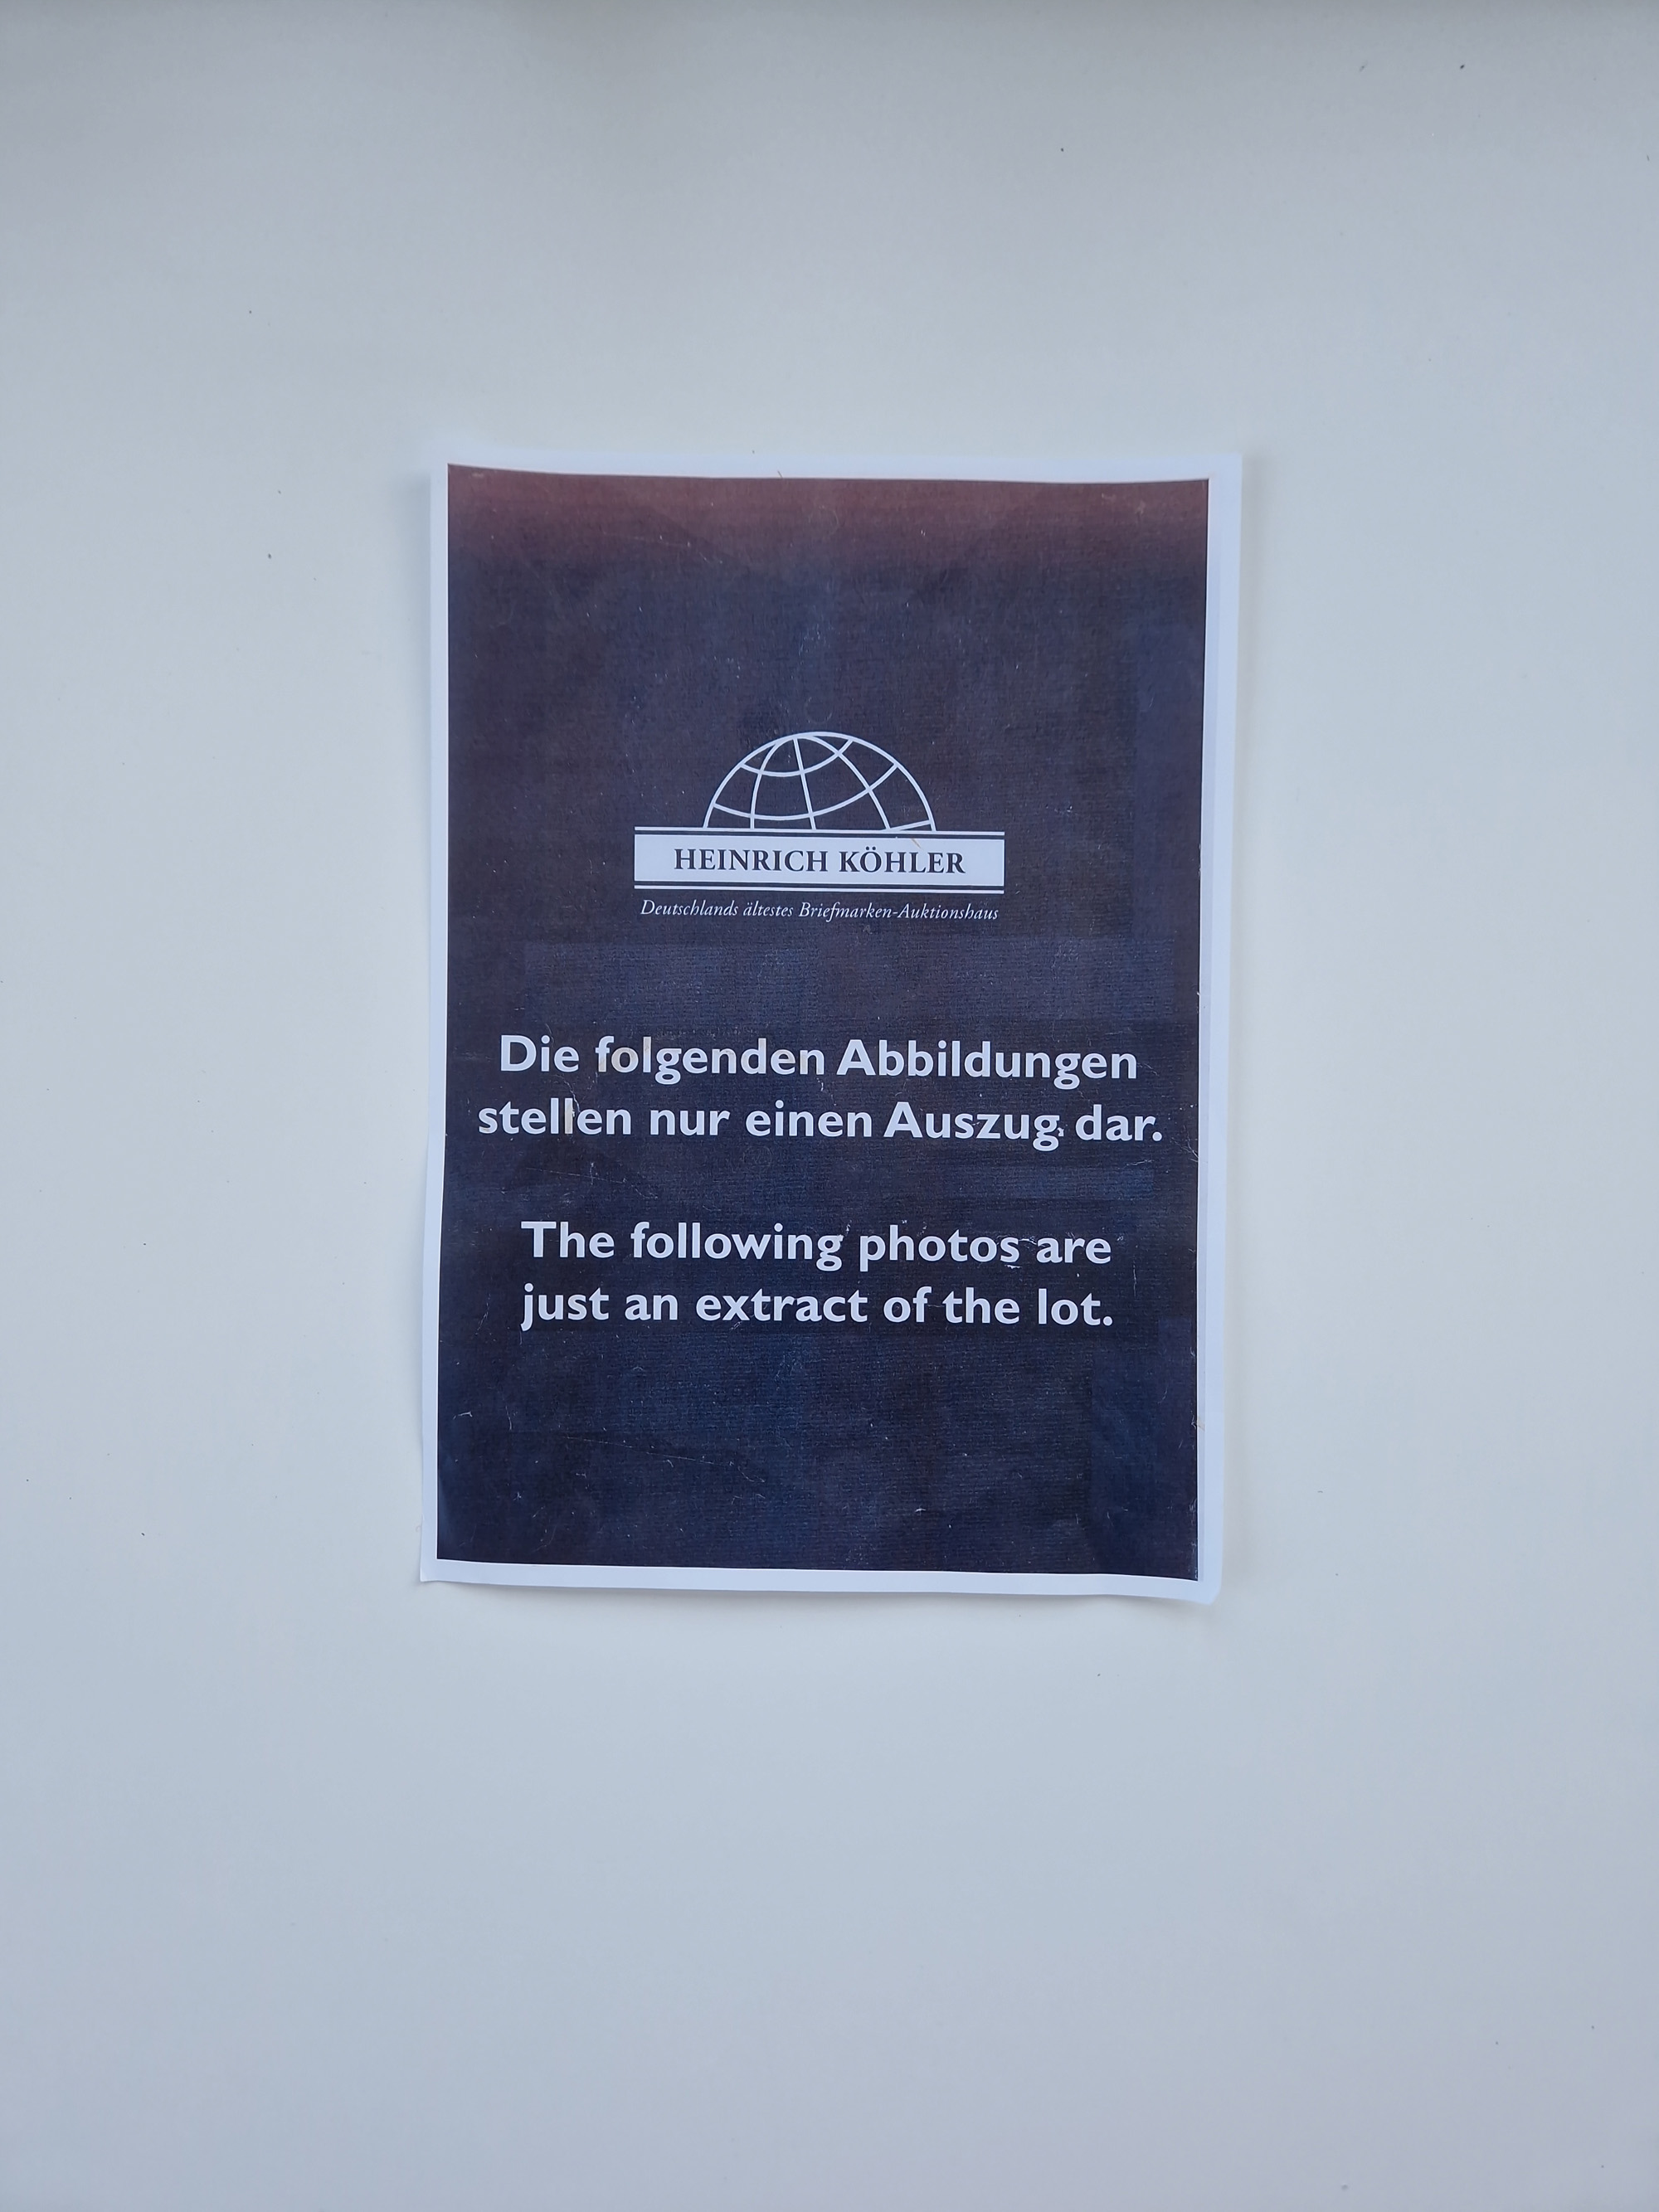 HEINRICH KÖHLER
Deutschlands ältestes Briefmarken-Auktionshaus
Die folgenden Abbildungen
stellen nur einen Auszug dar.
The following photos are
just an extract of the lot.